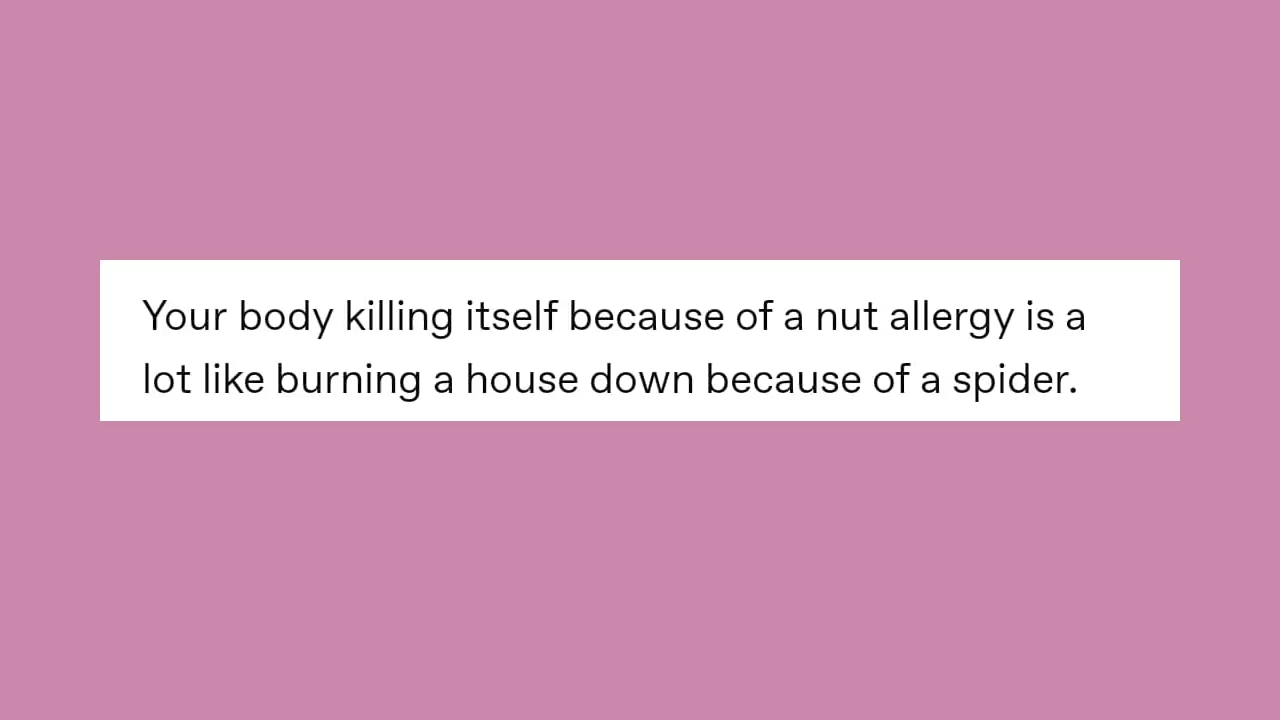 Your body killing itself because of a nut allergy is a
lot like burning a house down because of a spider.